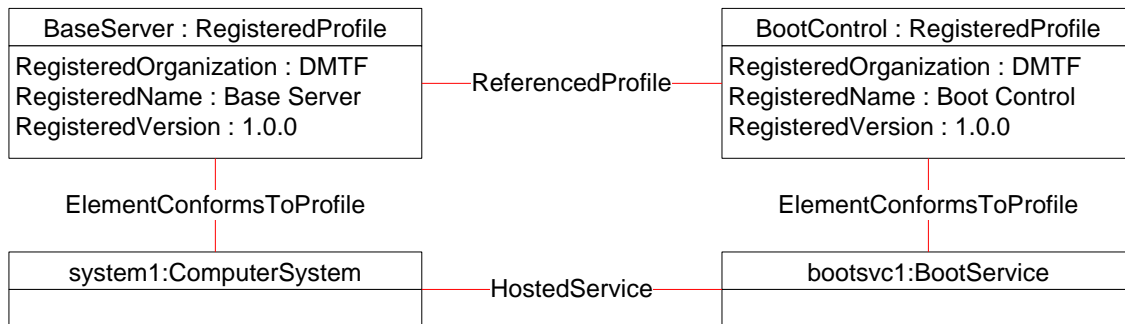 BaseServer : RegisteredProfile
RegisteredOrganization : DMTF
RegisteredName : Base Server
RegisteredVersion : 1.0.0
ReferencedProfile
BootControl : RegisteredProfile
RegisteredOrganization : DMTF
RegisteredName : Boot Control
RegisteredVersion : 1.0.0
ElementConformsToProfile
ElementConformsToProfile
system1:ComputerSystem
HostedService
bootsvc1:BootService